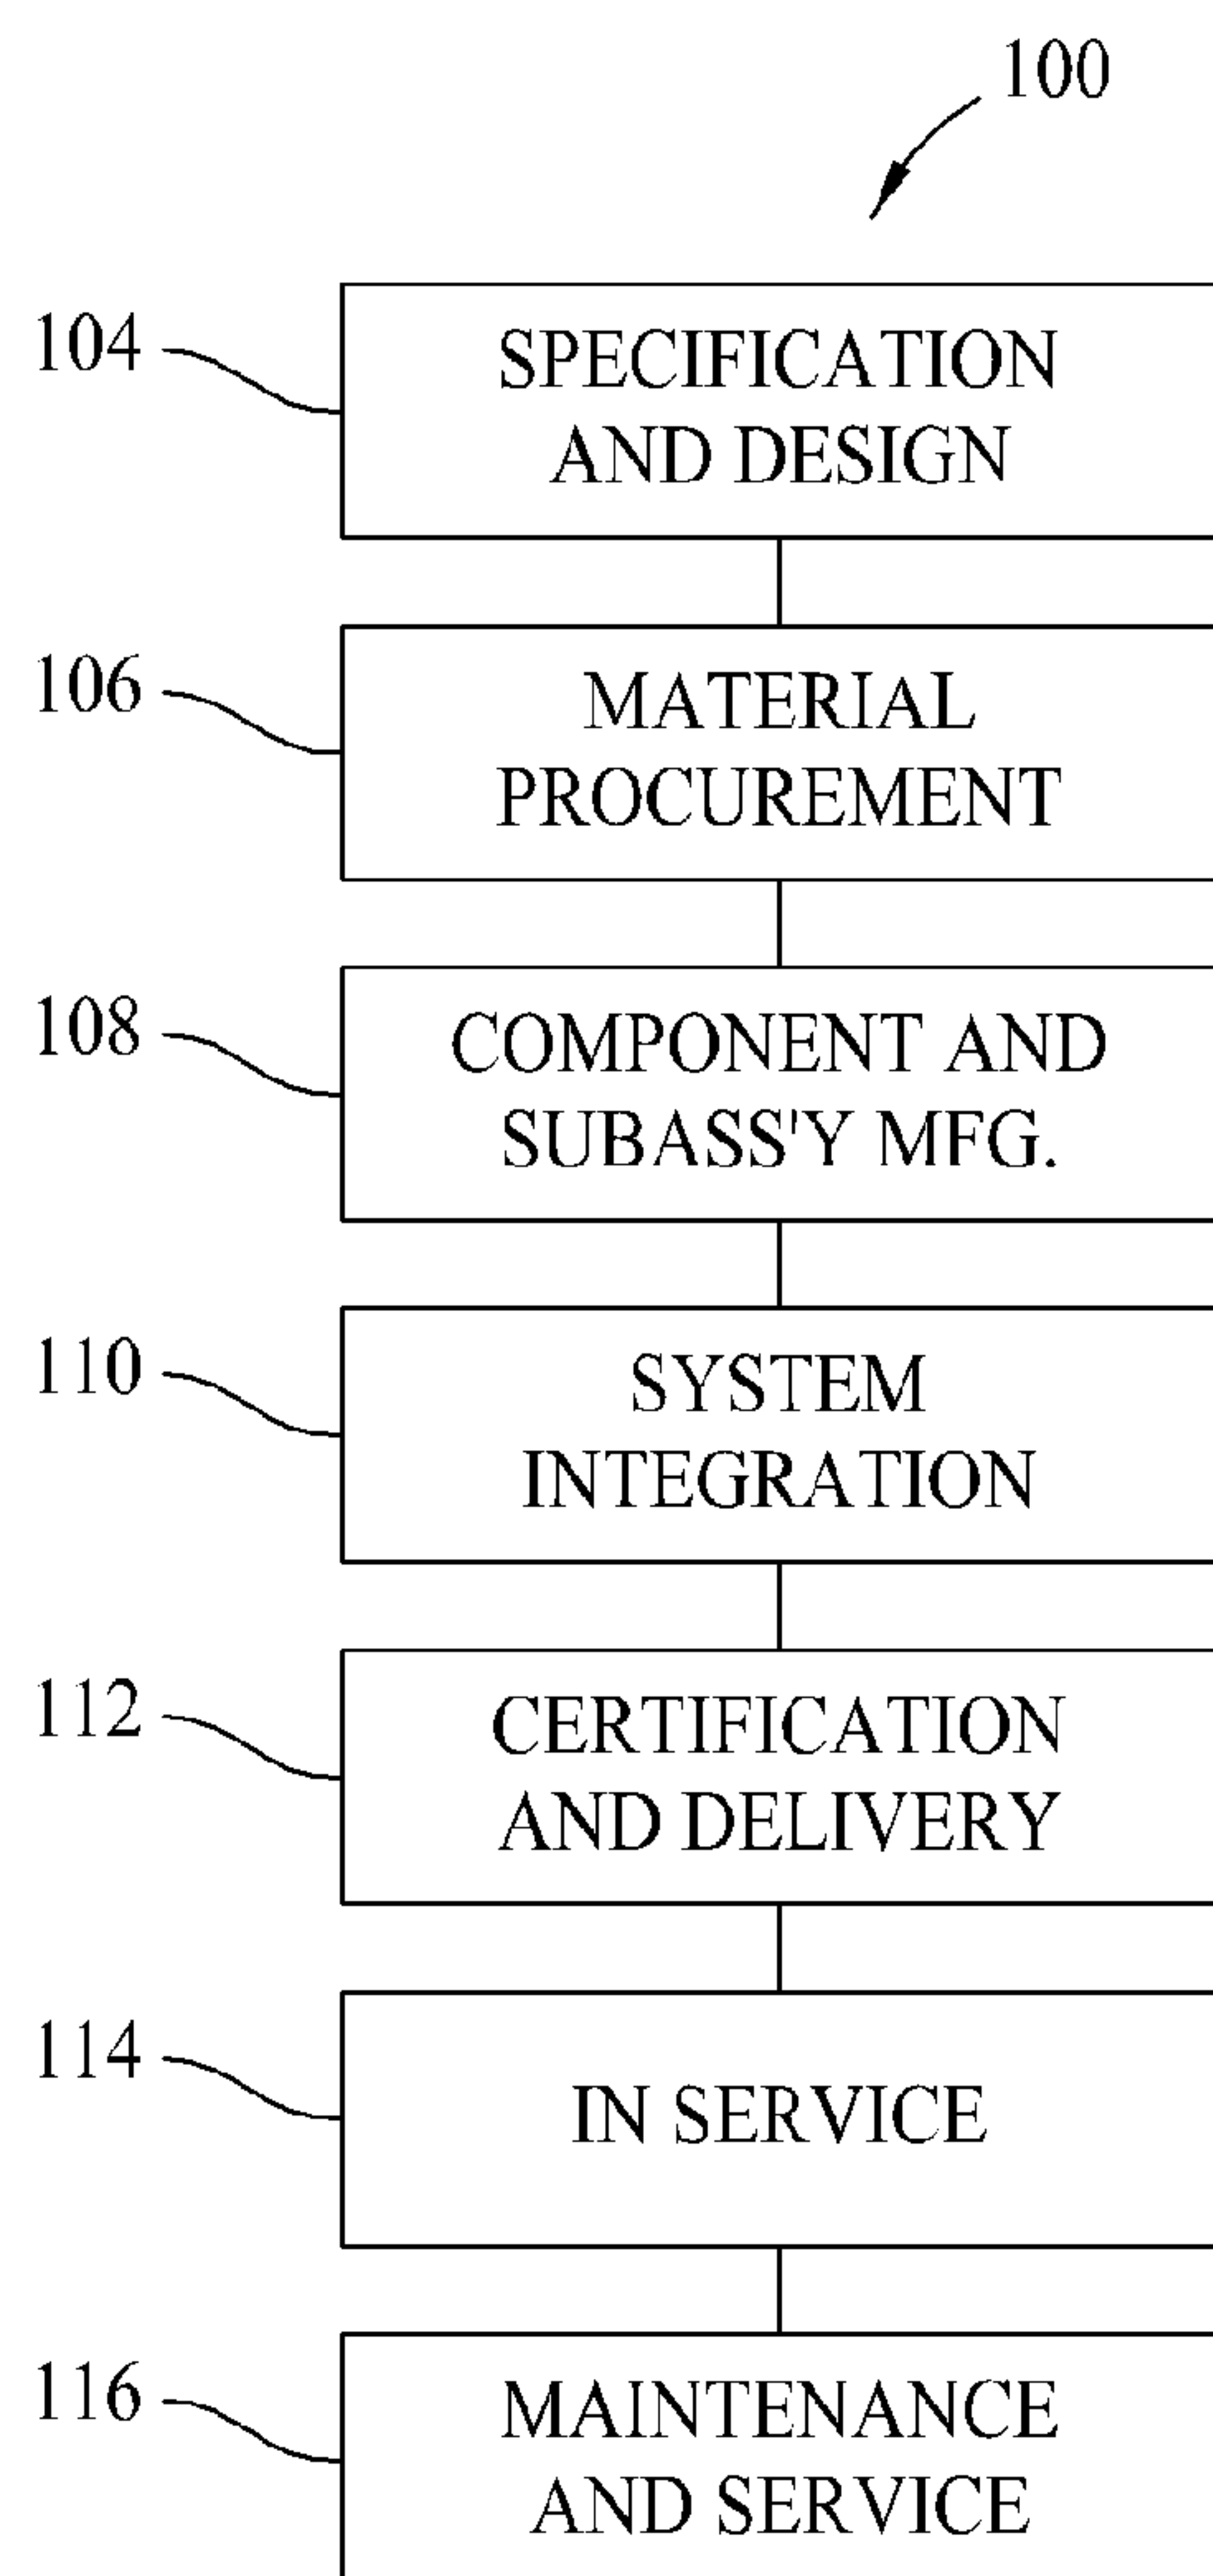 100
104
SPECIFICATION
AND DESIGN
106
MATERIAL
PROCUREMENT
108
COMPONENT AND
SUBASS'Y MFG.
110
SYSTEM
INTEGRATION
112
CERTIFICATION
AND DELIVERY
114
IN SERVICE
116
MAINTENANCE
AND SERVICE